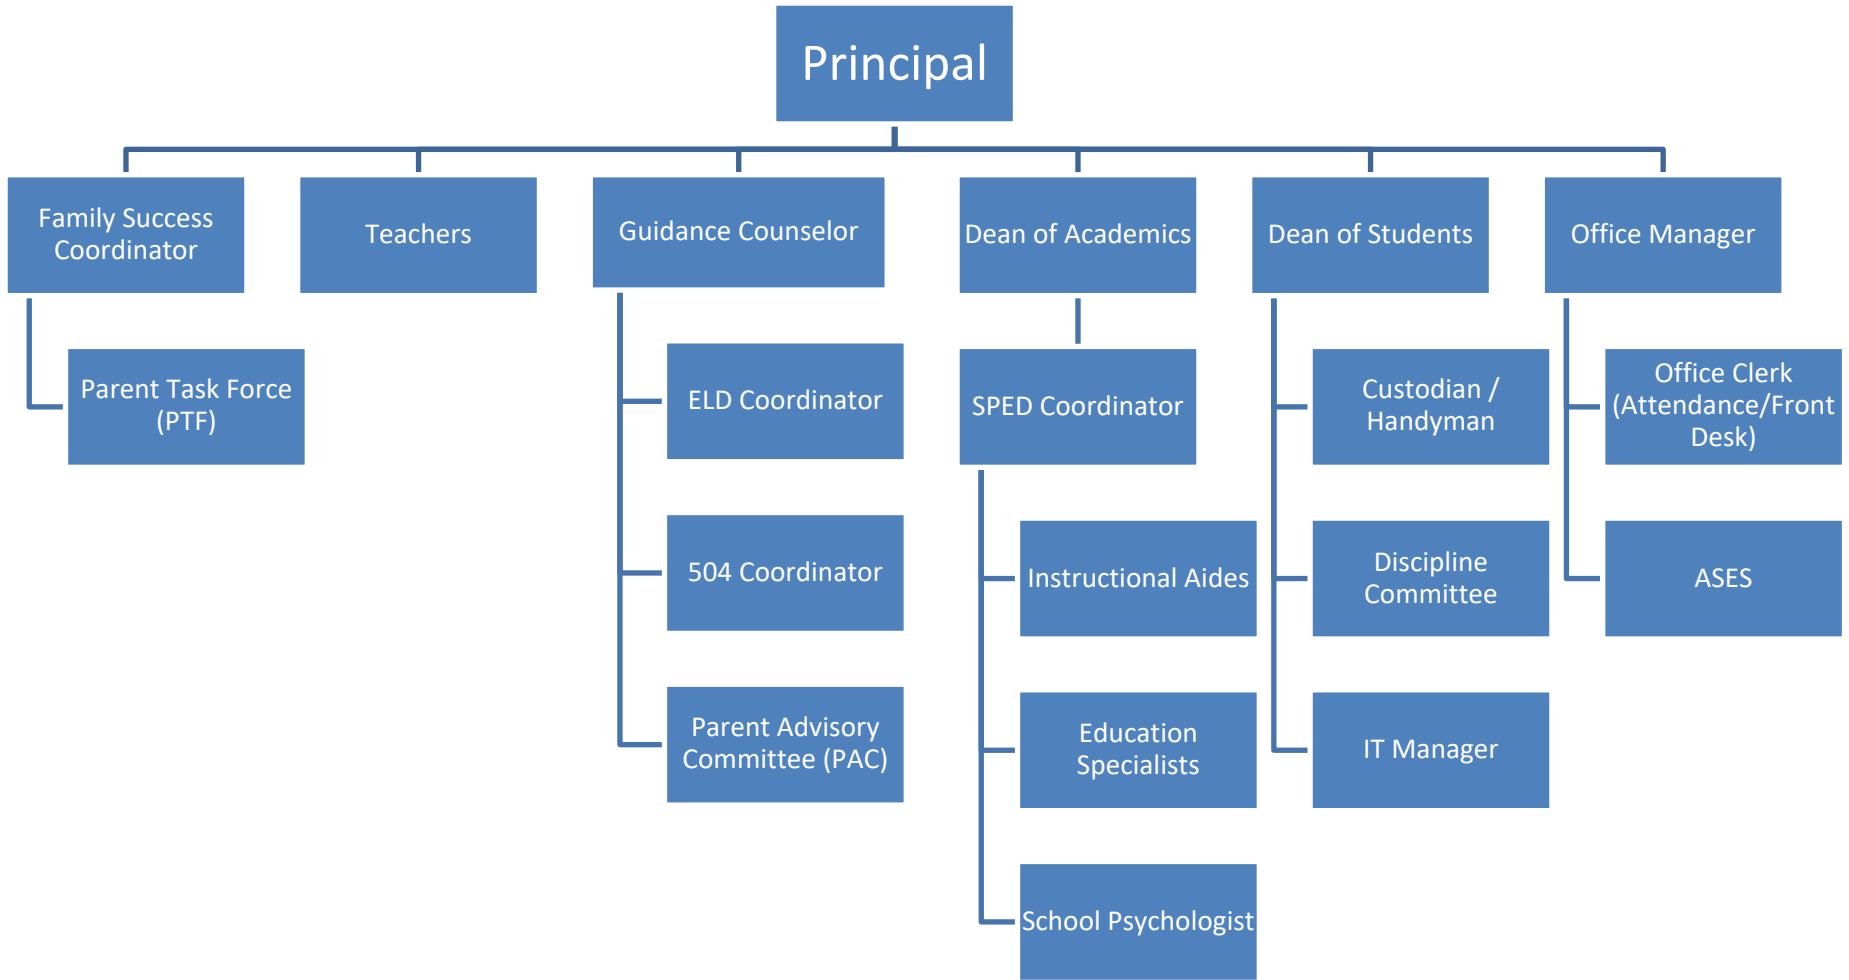 Principal
Family Success
Coordinator
Teachers
Guidance Counselor
Dean of Academics
Dean of Students
Office Manager
Parent Task Force
(PTF)
ELD Coordinator
504 Coordinator
Parent Advisory
Committee (PAC)
SPED Coordinator
Instructional Aides
Education
Specialists
School Psychologist
Custodian /
Handyman
Discipline
Committee
IT Manager
Office Clerk
(Attendance/Front
Desk)
ASES